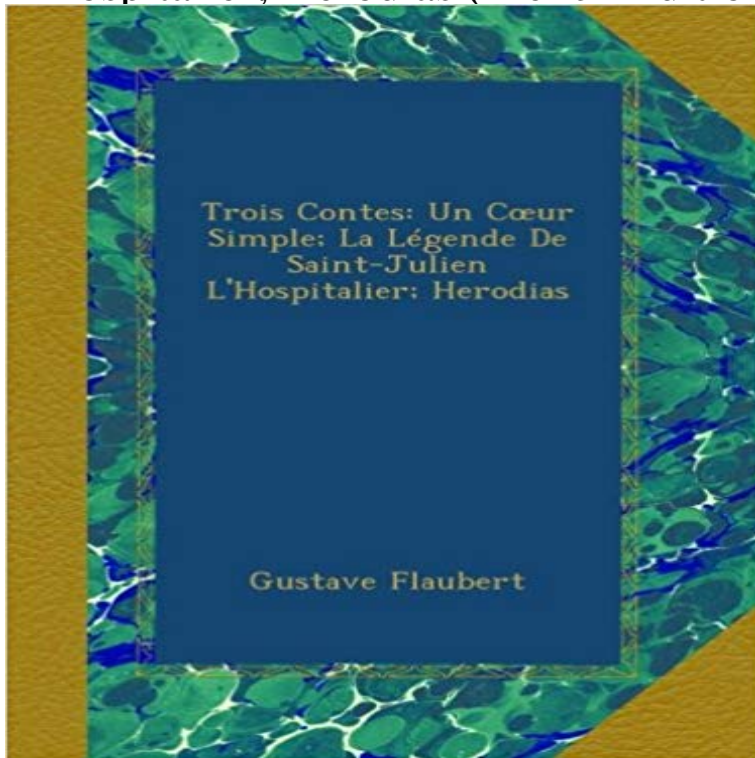 Trois Contes: Un Cœur
Simple; La Légende De
Saint-Julien
L'Hospitalier; Herodias
Gustave Flaubert